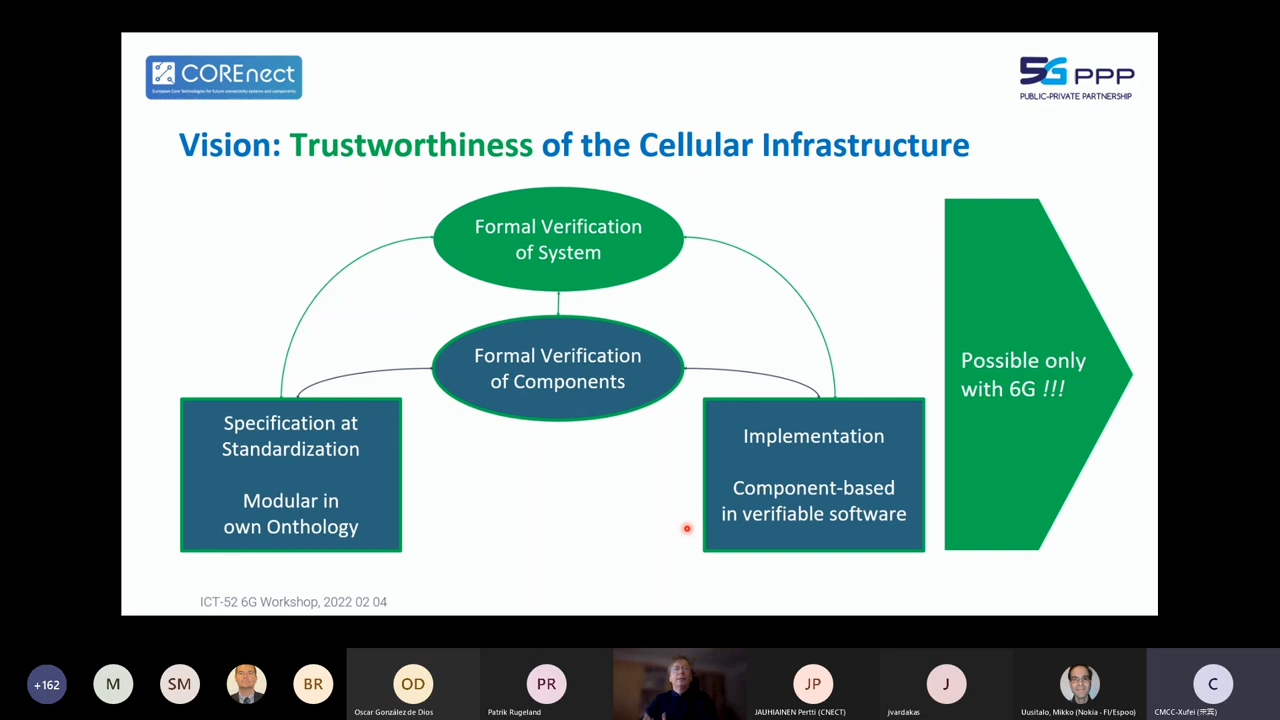 COREnect
European Core Technologies for future connectivity systems and components
5G PPP
PUBLIC-PRIVATE PARTNERSHIP
Vision: Trustworthiness of the Cellular Infrastructure
Formal Verification
of System
Formal Verification
of Components
Specification at
Standardization
Modular in
own Onthology
Implementation
Component-based
in verifiable software
Possible only
with 6G !!!
ICT-52 6G Workshop, 2022 02 04
+162
M
SM
BR
OD
PR
JP
J
C
Oscar González de Dios
Patrik Rugeland
JAUHIAINEN Pertti (CNECT)
jvardakas
Uusitalo, Mikko (Nokia - FI/Espoo)
CMCC-Xufei